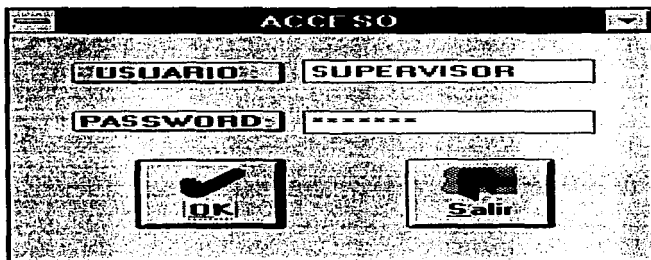 ACCESO
USUARIO: SUPERVISOR
PASSWORD: *******
OK Salir